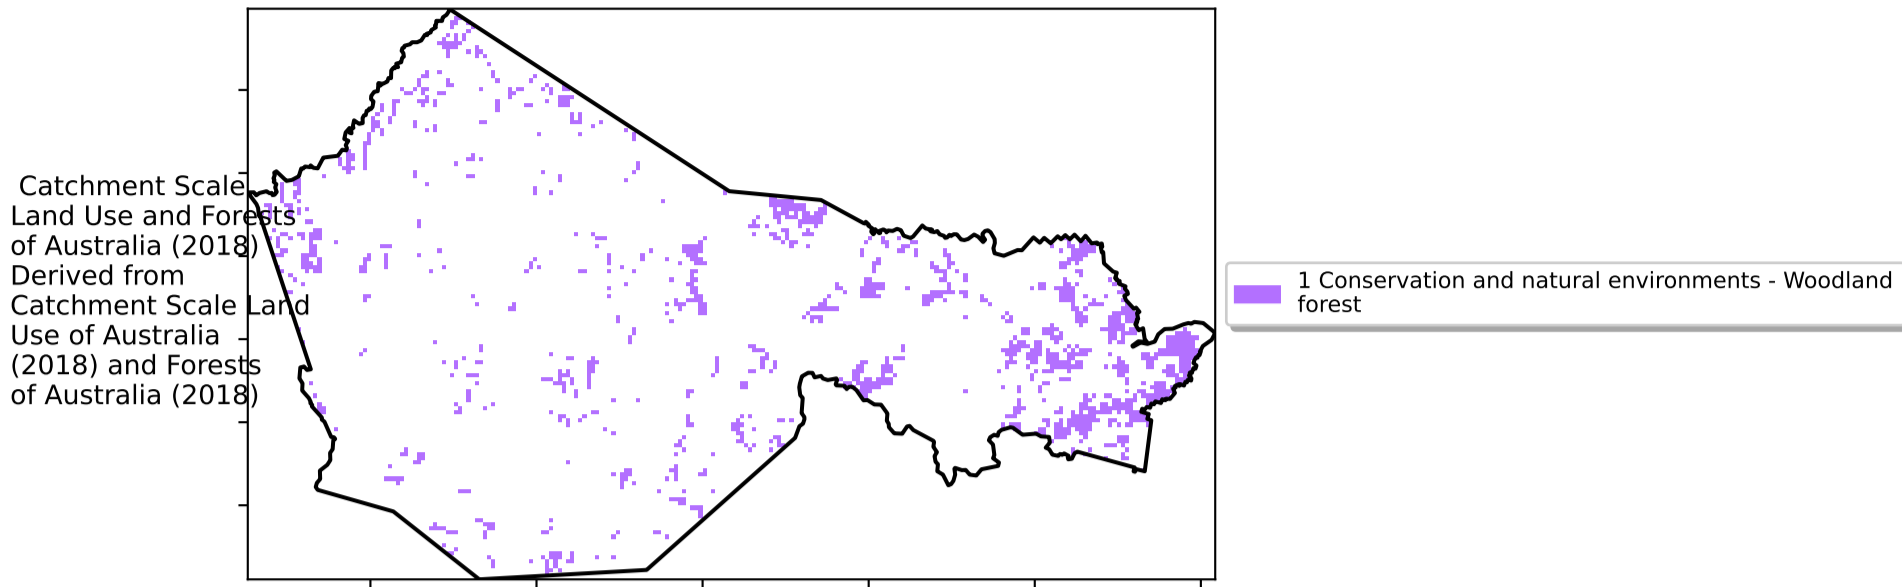 Catchment Scale
Land Use and Forests
of Australia (2018)
Derived from
Catchment Scale Land
Use of Australia
(2018) and Forests
of Australia (2018)
1 Conservation and natural environments - Woodland
forest